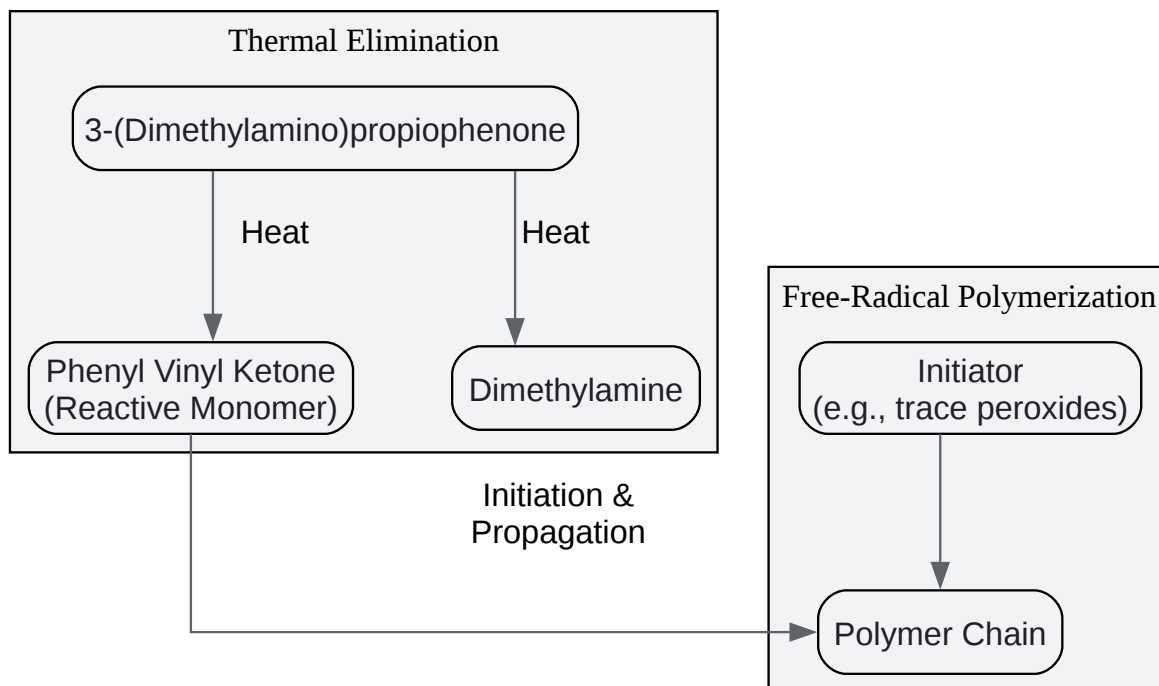 Thermal Elimination
3-(Dimethylamino)propiophenone
Heat
Heat
Phenyl Vinyl Ketone
(Reactive Monomer)
Dimethylamine
Free-Radical Polymerization
Initiator
(e.g., trace peroxides)
Initiation &
Propagation
Polymer Chain